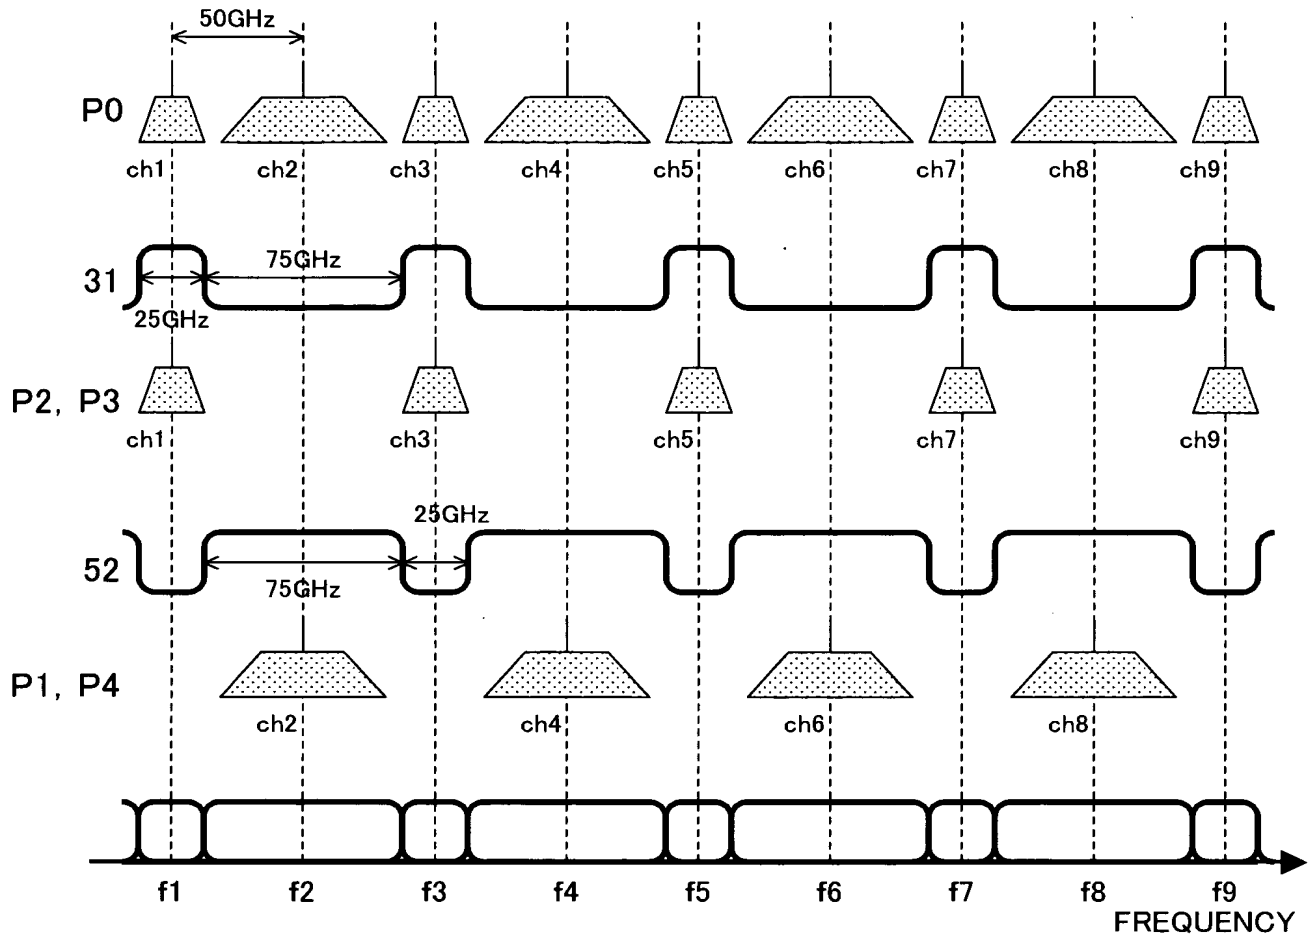 50GHz
P0
ch1 ch2 ch3 ch4 ch5 ch6 ch7 ch8 ch9
75GHz
31
25GHz
P2, P3
ch1 ch3 ch5 ch7 ch9
25GHz
52
75GHz
P1, P4
ch2 ch4 ch6 ch8
f1 f2 f3 f4 f5 f6 f7 f8 f9
FREQUENCY